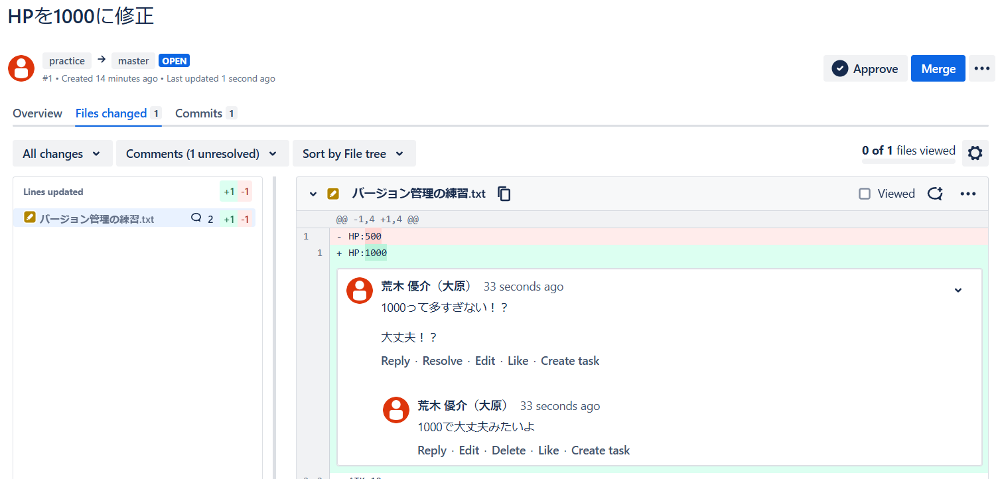 HPを1000に修正
practice → master OPEN
#1 • Created 14 minutes ago • Last updated 1 second ago
Approve Merge
Overview Files changed 1 Commits 1
All changes Comments (1 unresolved) Sort by File tree
0 of 1 files viewed
Lines updated +1 -1
バージョン管理の練習.txt 2 +1 -1
バージョン管理の練習.txt Viewed
@@ -1,4 +1,4 @@
1 - HP:500
1 + HP:1000
荒木 優介（大原） 33 seconds ago
1000って多すぎない！？
大丈夫！？
Reply · Resolve · Edit · Like · Create task
荒木 優介（大原） 33 seconds ago
1000で大丈夫みたいよ
Reply · Edit · Delete · Like · Create task